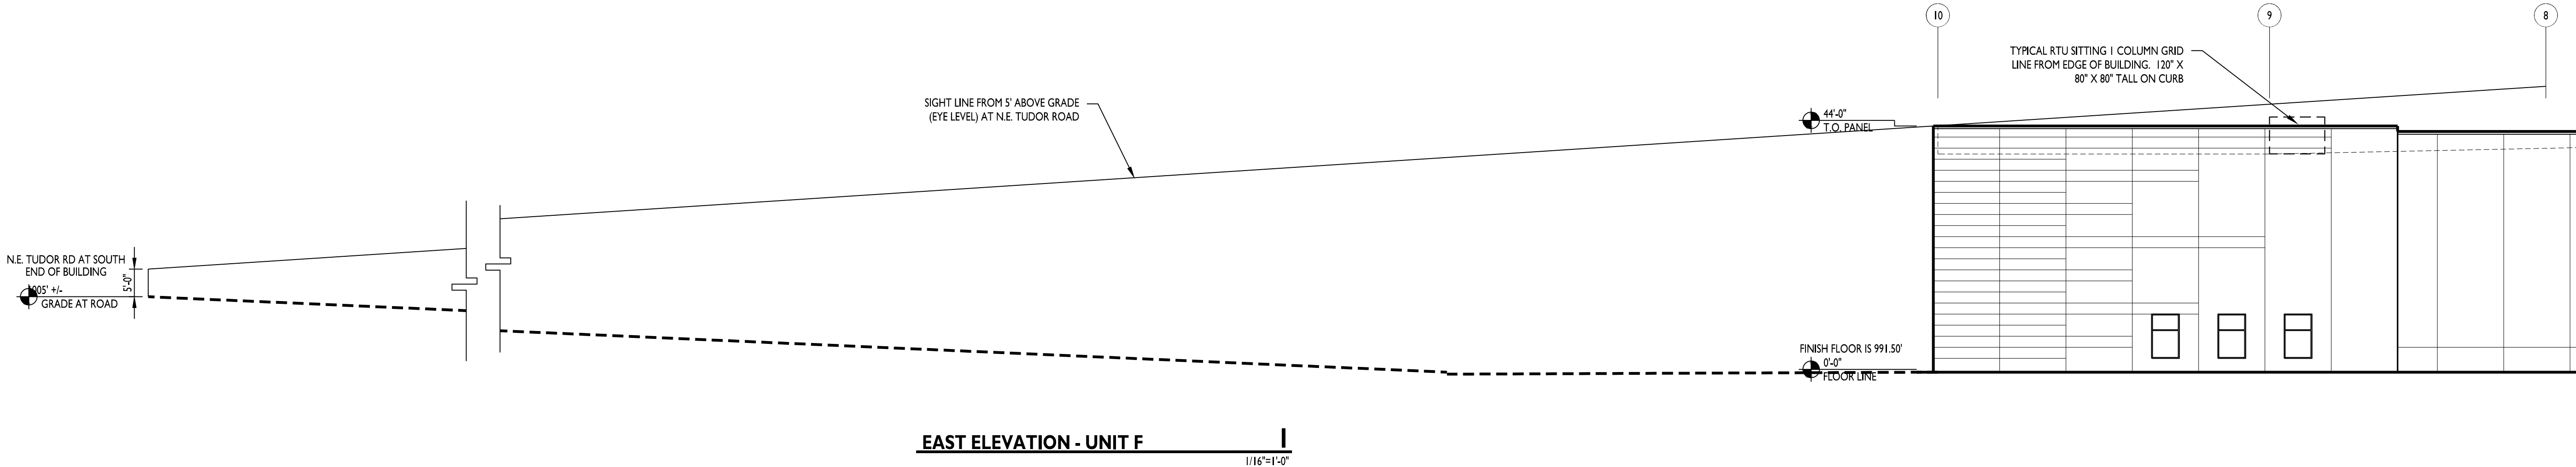 10
9
8
TYPICAL RTU SITTING 1 COLUMN GRID
LINE FROM EDGE OF BUILDING. 120" X
80" X 80" TALL ON CURB
SIGHT LINE FROM 5' ABOVE GRADE
(EYE LEVEL) AT N.E. TUDOR ROAD
44'-0"
T.O. PANEL
N.E. TUDOR RD AT SOUTH
END OF BUILDING
5'-0"
1005' +/-
GRADE AT ROAD
FINISH FLOOR IS 991.50'
0'-0"
FLOOR LINE
EAST ELEVATION - UNIT F
1
1/16"=1'-0"